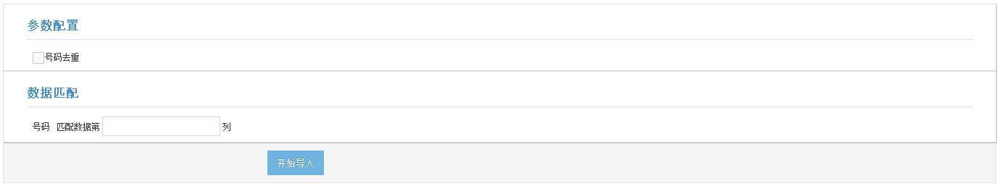 参数配置
号码去重
数据匹配
号码 匹配数据第 列
开始导入